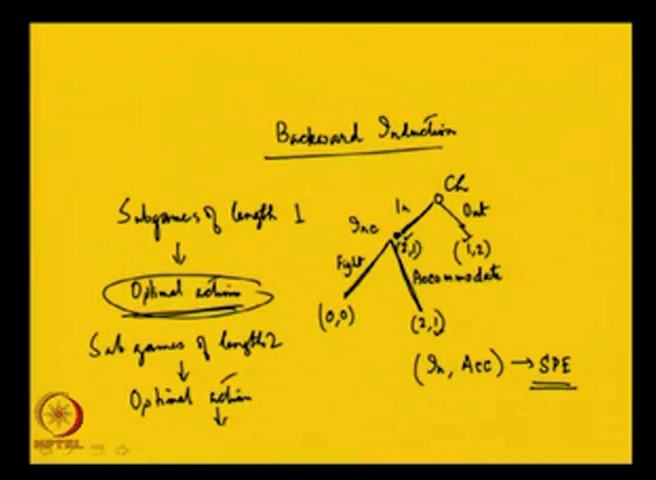 Backward Induction
Subgames of length 1
Optimal action
Sub games of length 2
Optimal action
Ch
In
Out
Inc
(2,1)
(1,2)
Fight
Accommodate
(0,0)
(2,1)
(In, Acc) → SPE
NPTEL